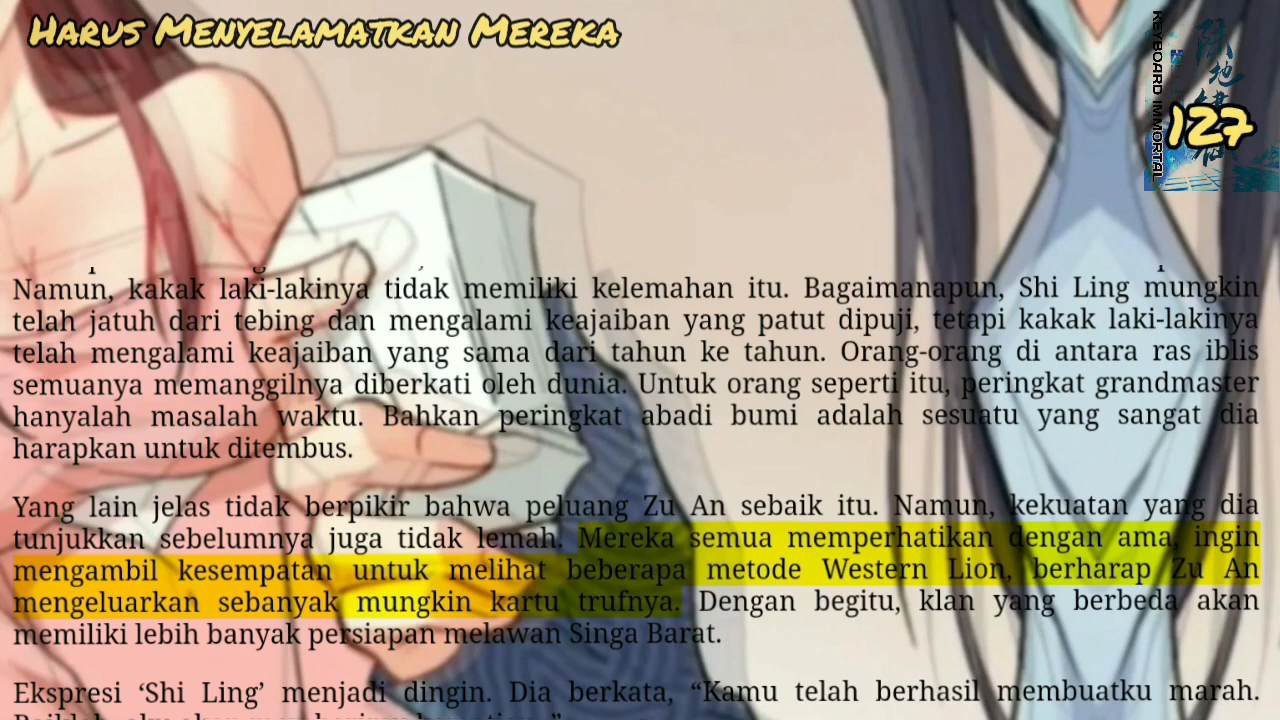 Harus Menyelamatkan Mereka
KEYBOARD IMMORTAL
127
Namun, kakak laki-lakinya tidak memiliki kelemahan itu. Bagaimanapun, Shi Ling mungkin
telah jatuh dari tebing dan mengalami keajaiban yang patut dipuji, tetapi kakak laki-lakinya
telah mengalami keajaiban yang sama dari tahun ke tahun. Orang-orang di antara ras iblis
semuanya memanggilnya diberkati oleh dunia. Untuk orang seperti itu, peringkat grandmaster
hanyalah masalah waktu. Bahkan peringkat abadi bumi adalah sesuatu yang sangat dia
harapkan untuk ditembus.
Yang lain jelas tidak berpikir bahwa peluang Zu An sebaik itu. Namun, kekuatan yang dia
tunjukkan sebelumnya juga tidak lemah. Mereka semua memperhatikan dengan ama, ingin
mengambil kesempatan untuk melihat beberapa metode Western Lion, berharap Zu An
mengeluarkan sebanyak mungkin kartu trufnya. Dengan begitu, klan yang berbeda akan
memiliki lebih banyak persiapan melawan Singa Barat.
Ekspresi ‘Shi Ling’ menjadi dingin. Dia berkata, “Kamu telah berhasil membuatku marah.